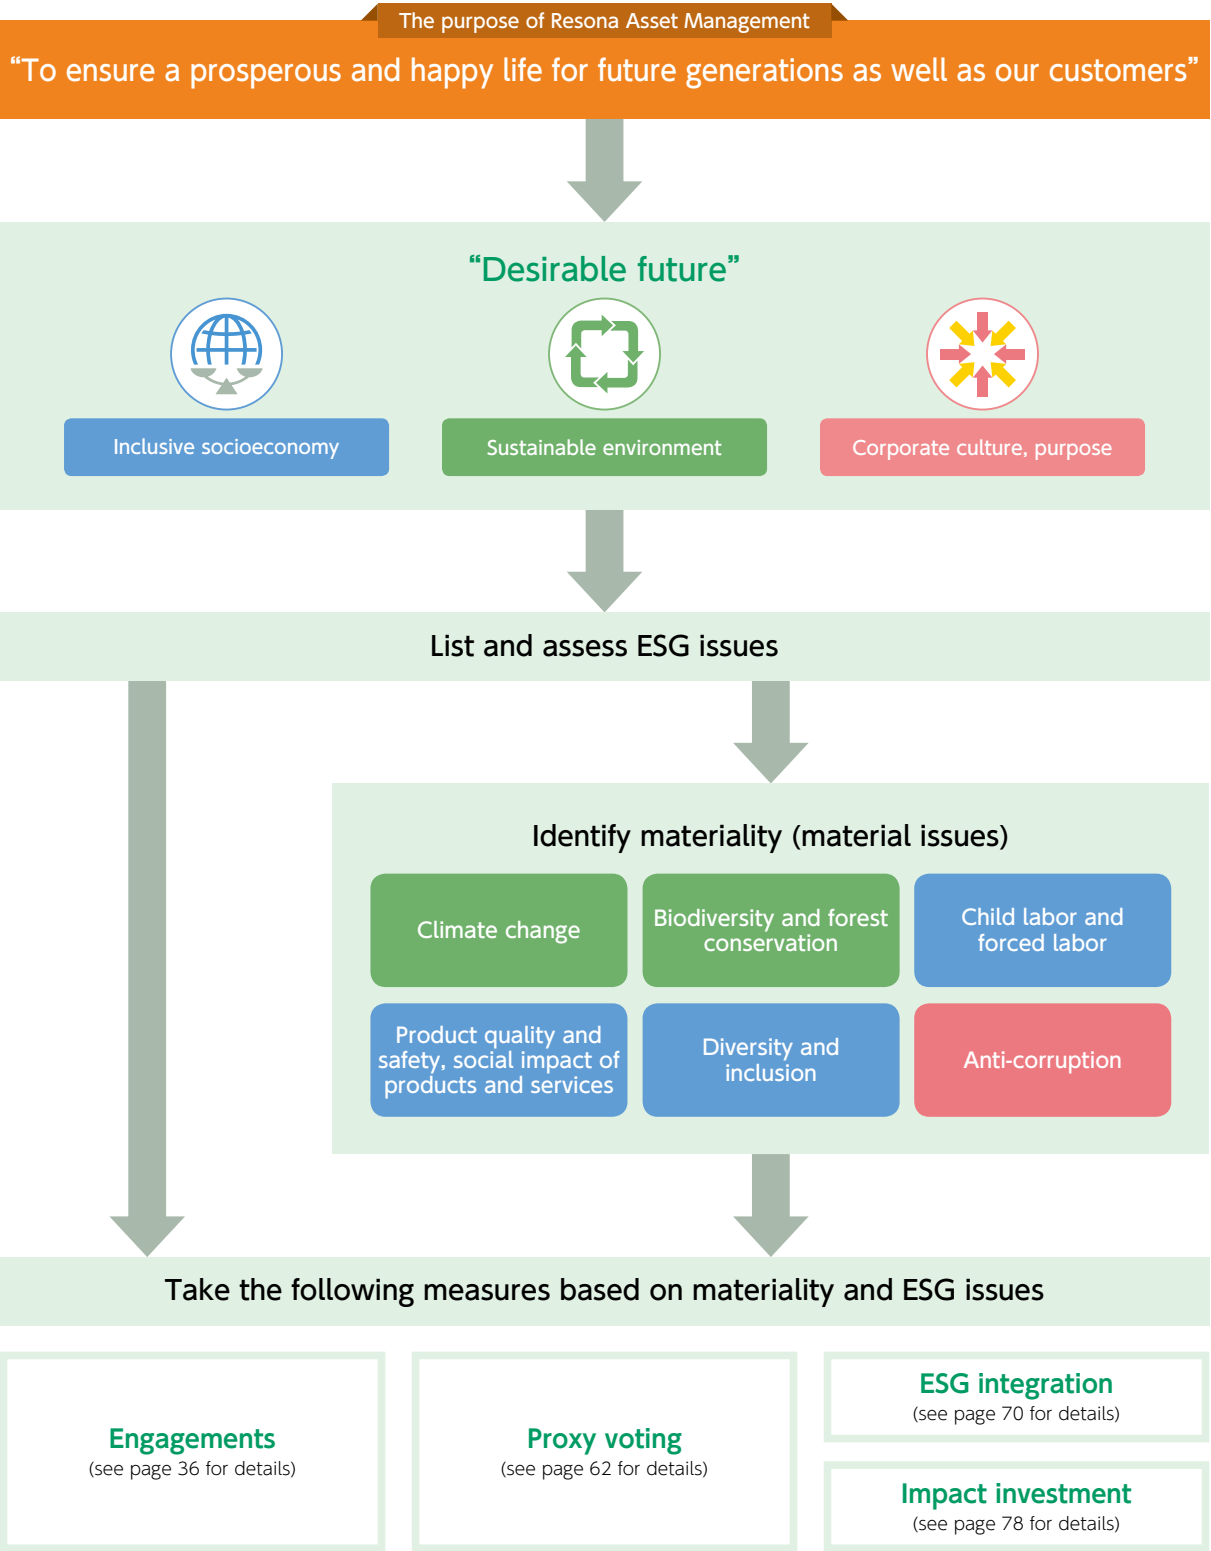 The purpose of Resona Asset Management
“To ensure a prosperous and happy life for future generations as well as our customers”
“Desirable future”
Inclusive socioeconomy
Sustainable environment
Corporate culture, purpose
List and assess ESG issues
Identify materiality (material issues)
Climate change
Biodiversity and forest
conservation
Child labor and
forced labor
Product quality and
safety, social impact of
products and services
Diversity and
inclusion
Anti-corruption
Take the following measures based on materiality and ESG issues
Engagements
(see page 36 for details)
Proxy voting
(see page 62 for details)
ESG integration
(see page 70 for details)
Impact investment
(see page 78 for details)